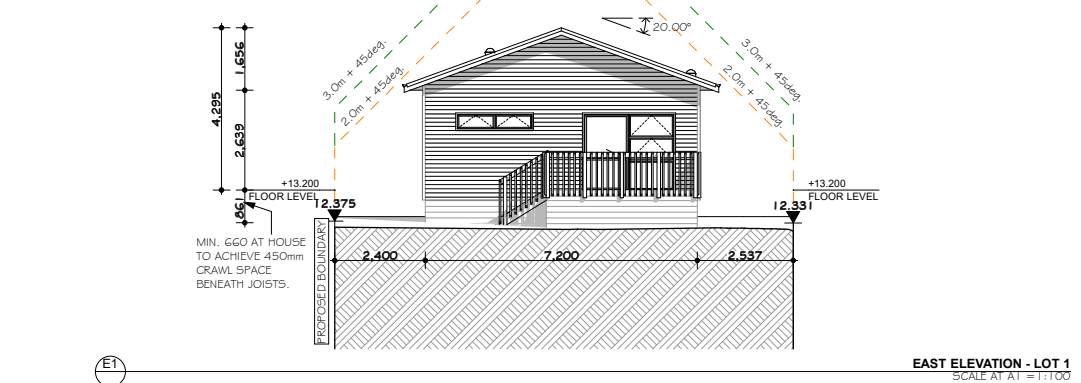 20.00°
3.0m + 45deg.
2.0m + 45deg.
3.0m + 45deg.
2.0m + 45deg.
1,656
4,295
2,639
861
+13.200
FLOOR LEVEL
+13.200
FLOOR LEVEL
12.375
12.331
MIN. 660 AT HOUSE
TO ACHIEVE 450mm
CRAWL SPACE
BENEATH JOISTS.
PROPOSED BOUNDARY
2,400
7,200
2,537
E1
EAST ELEVATION - LOT 1
SCALE AT A1 = 1:100